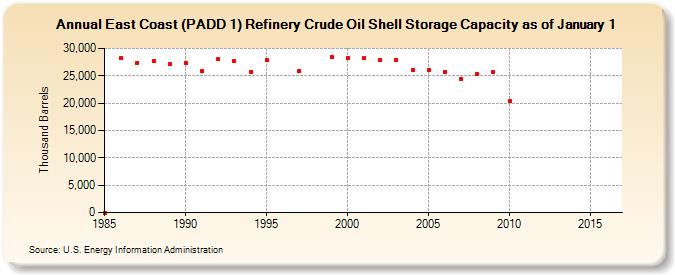 Annual East Coast (PADD 1) Refinery Crude Oil Shell Storage Capacity as of January 1
Thousand Barrels
30,000
25,000
20,000
15,000
10,000
5,000
0
1985 1990 1995 2000 2005 2010 2015
Source: U.S. Energy Information Administration